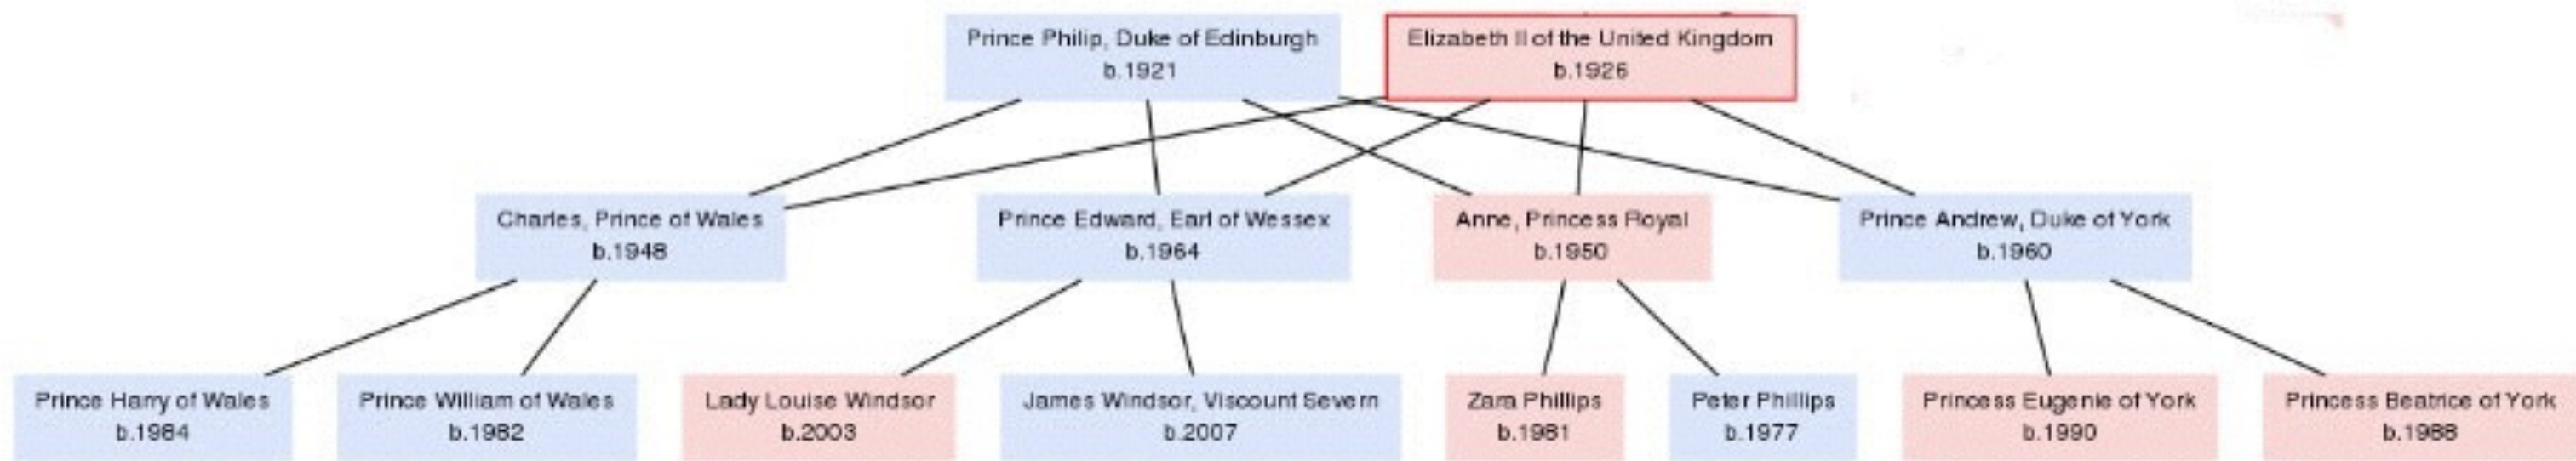 Prince Philip, Duke of Edinburgh
b.1921
Elizabeth II of the United Kingdom
b.1926
Charles, Prince of Wales
b.1948
Prince Edward, Earl of Wessex
b.1964
Anne, Princess Royal
b.1950
Prince Andrew, Duke of York
b.1960
Prince Harry of Wales
b.1984
Prince William of Wales
b.1982
Lady Louise Windsor
b.2003
James Windsor, Viscount Severn
b.2007
Zara Phillips
b.1981
Peter Phillips
b.1977
Princess Eugenie of York
b.1990
Princess Beatrice of York
b.1988